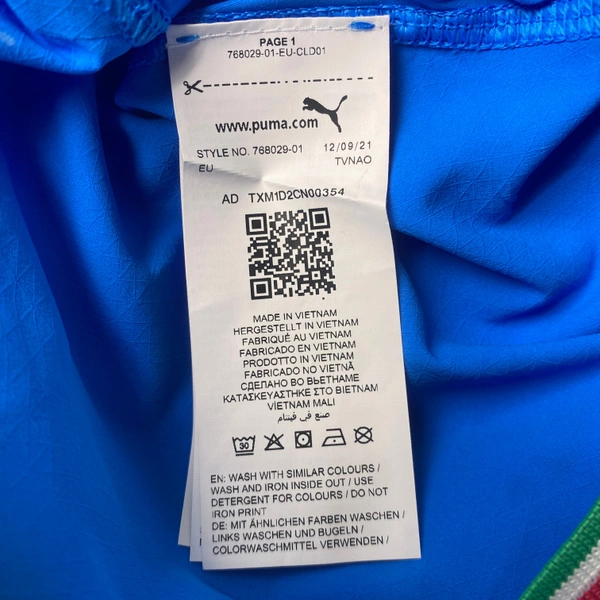 PAGE 1
768029-01-EU-CLD01
www.puma.com
STYLE NO. 768029-01 12/09/21
EU TVNAO
AD TXM1D2CN00354
MADE IN VIETNAM
HERGESTELLT IN VIETNAM
FABRIQUÉ AU VIETNAM
FABRICADO EN VIETNAM
PRODOTTO IN VIETNAM
FABRICADO NO VIETNÃ
СДЕЛАНО ВО ВЬЕТНАМЕ
ΚΑΤΑΣΚΕΥΑΣΤΗΚΕ ΣΤΟ ΒΙΕΤΝΑΜ
VİETNAM MALI
صنع في فيتنام
30
EN: WASH WITH SIMILAR COLOURS /
WASH AND IRON INSIDE OUT / USE
DETERGENT FOR COLOURS / DO NOT
IRON PRINT
DE: MIT ÄHNLICHEN FARBEN WASCHEN /
LINKS WASCHEN UND BUGELN /
COLORWASCHMITTEL VERWENDEN /